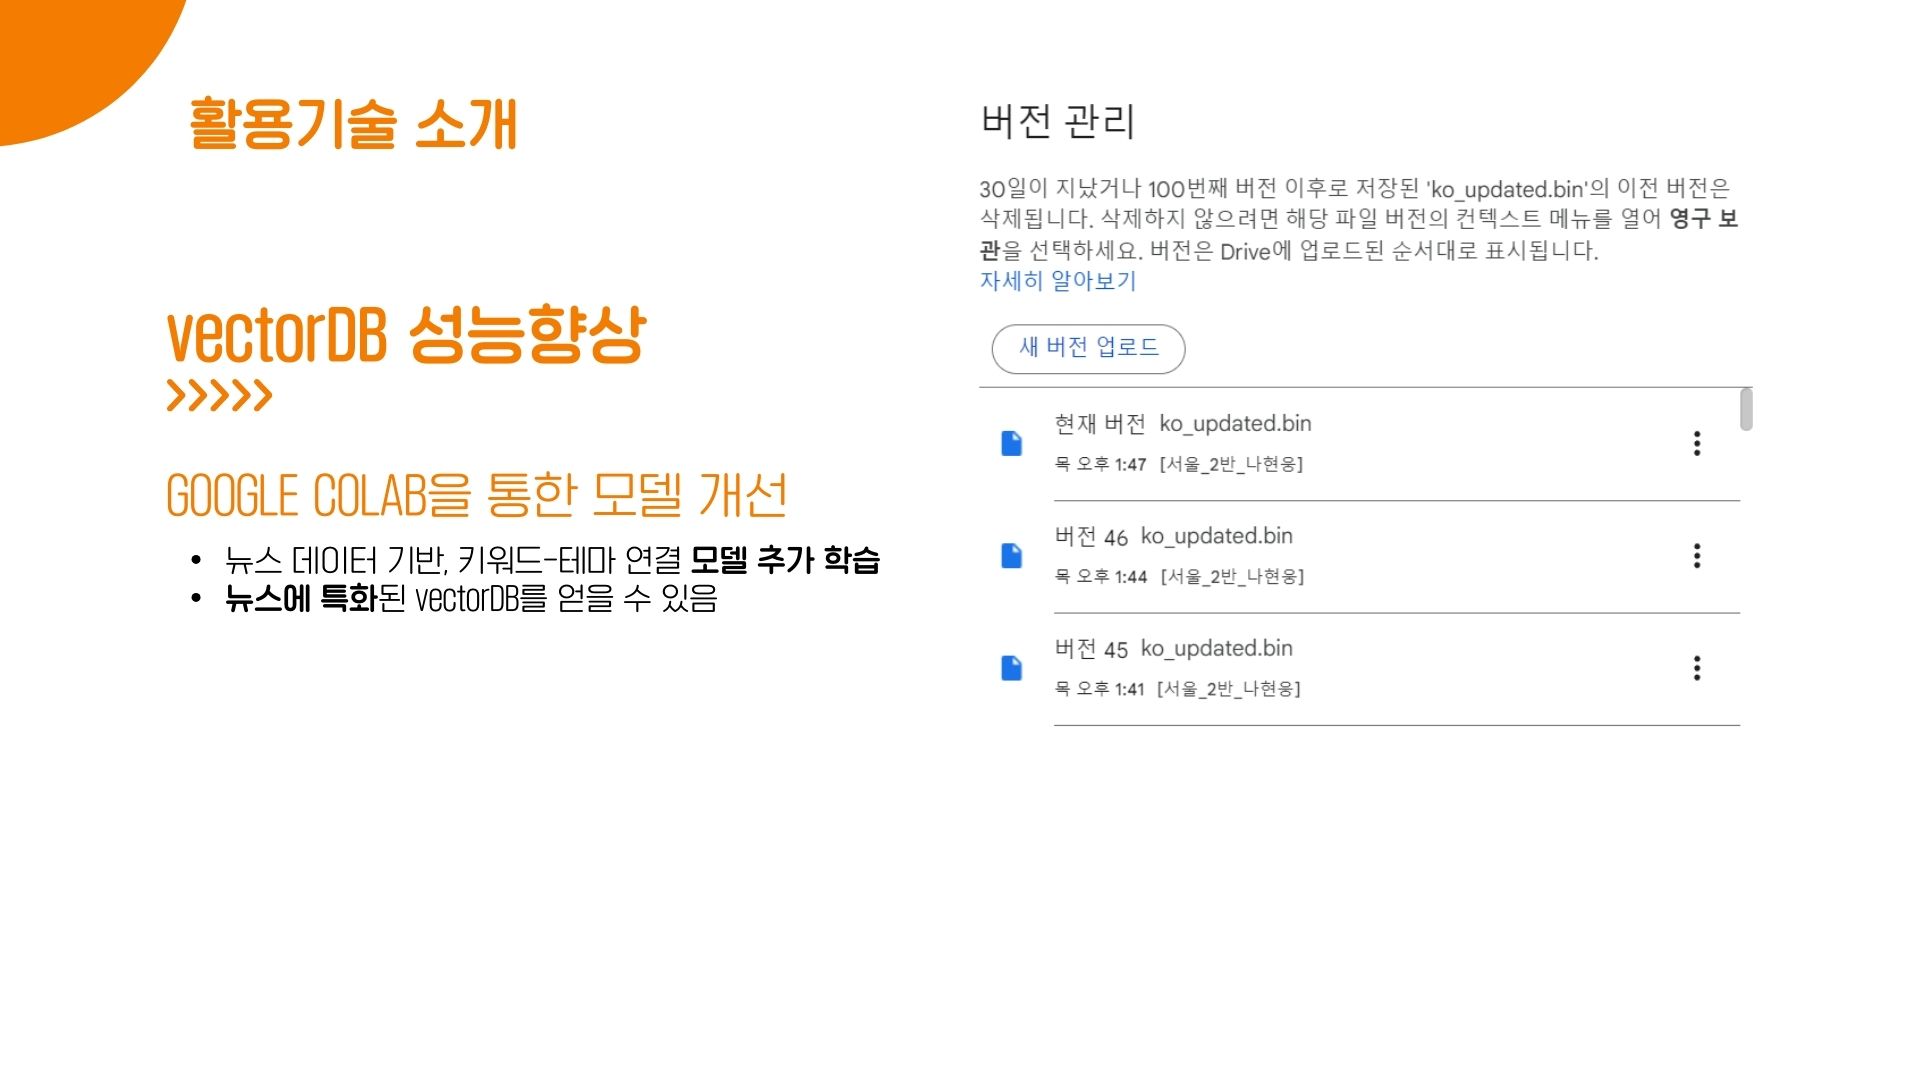 활용기술 소개
vectorDB 성능향상
>>>>>
GOOGLE COLAB을 통한 모델 개선
• 뉴스 데이터 기반, 키워드-테마 연결 모델 추가 학습
• 뉴스에 특화된 vectorDB를 얻을 수 있음
버전 관리
30일이 지났거나 100번째 버전 이후로 저장된 'ko_updated.bin'의 이전 버전은
삭제됩니다. 삭제하지 않으려면 해당 파일 버전의 컨텍스트 메뉴를 열어 영구 보
관을 선택하세요. 버전은 Drive에 업로드된 순서대로 표시됩니다.
자세히 알아보기
새 버전 업로드
현재 버전 ko_updated.bin
목 오후 1:47 [서울_2반_나현웅]
버전 46 ko_updated.bin
목 오후 1:44 [서울_2반_나현웅]
버전 45 ko_updated.bin
목 오후 1:41 [서울_2반_나현웅]